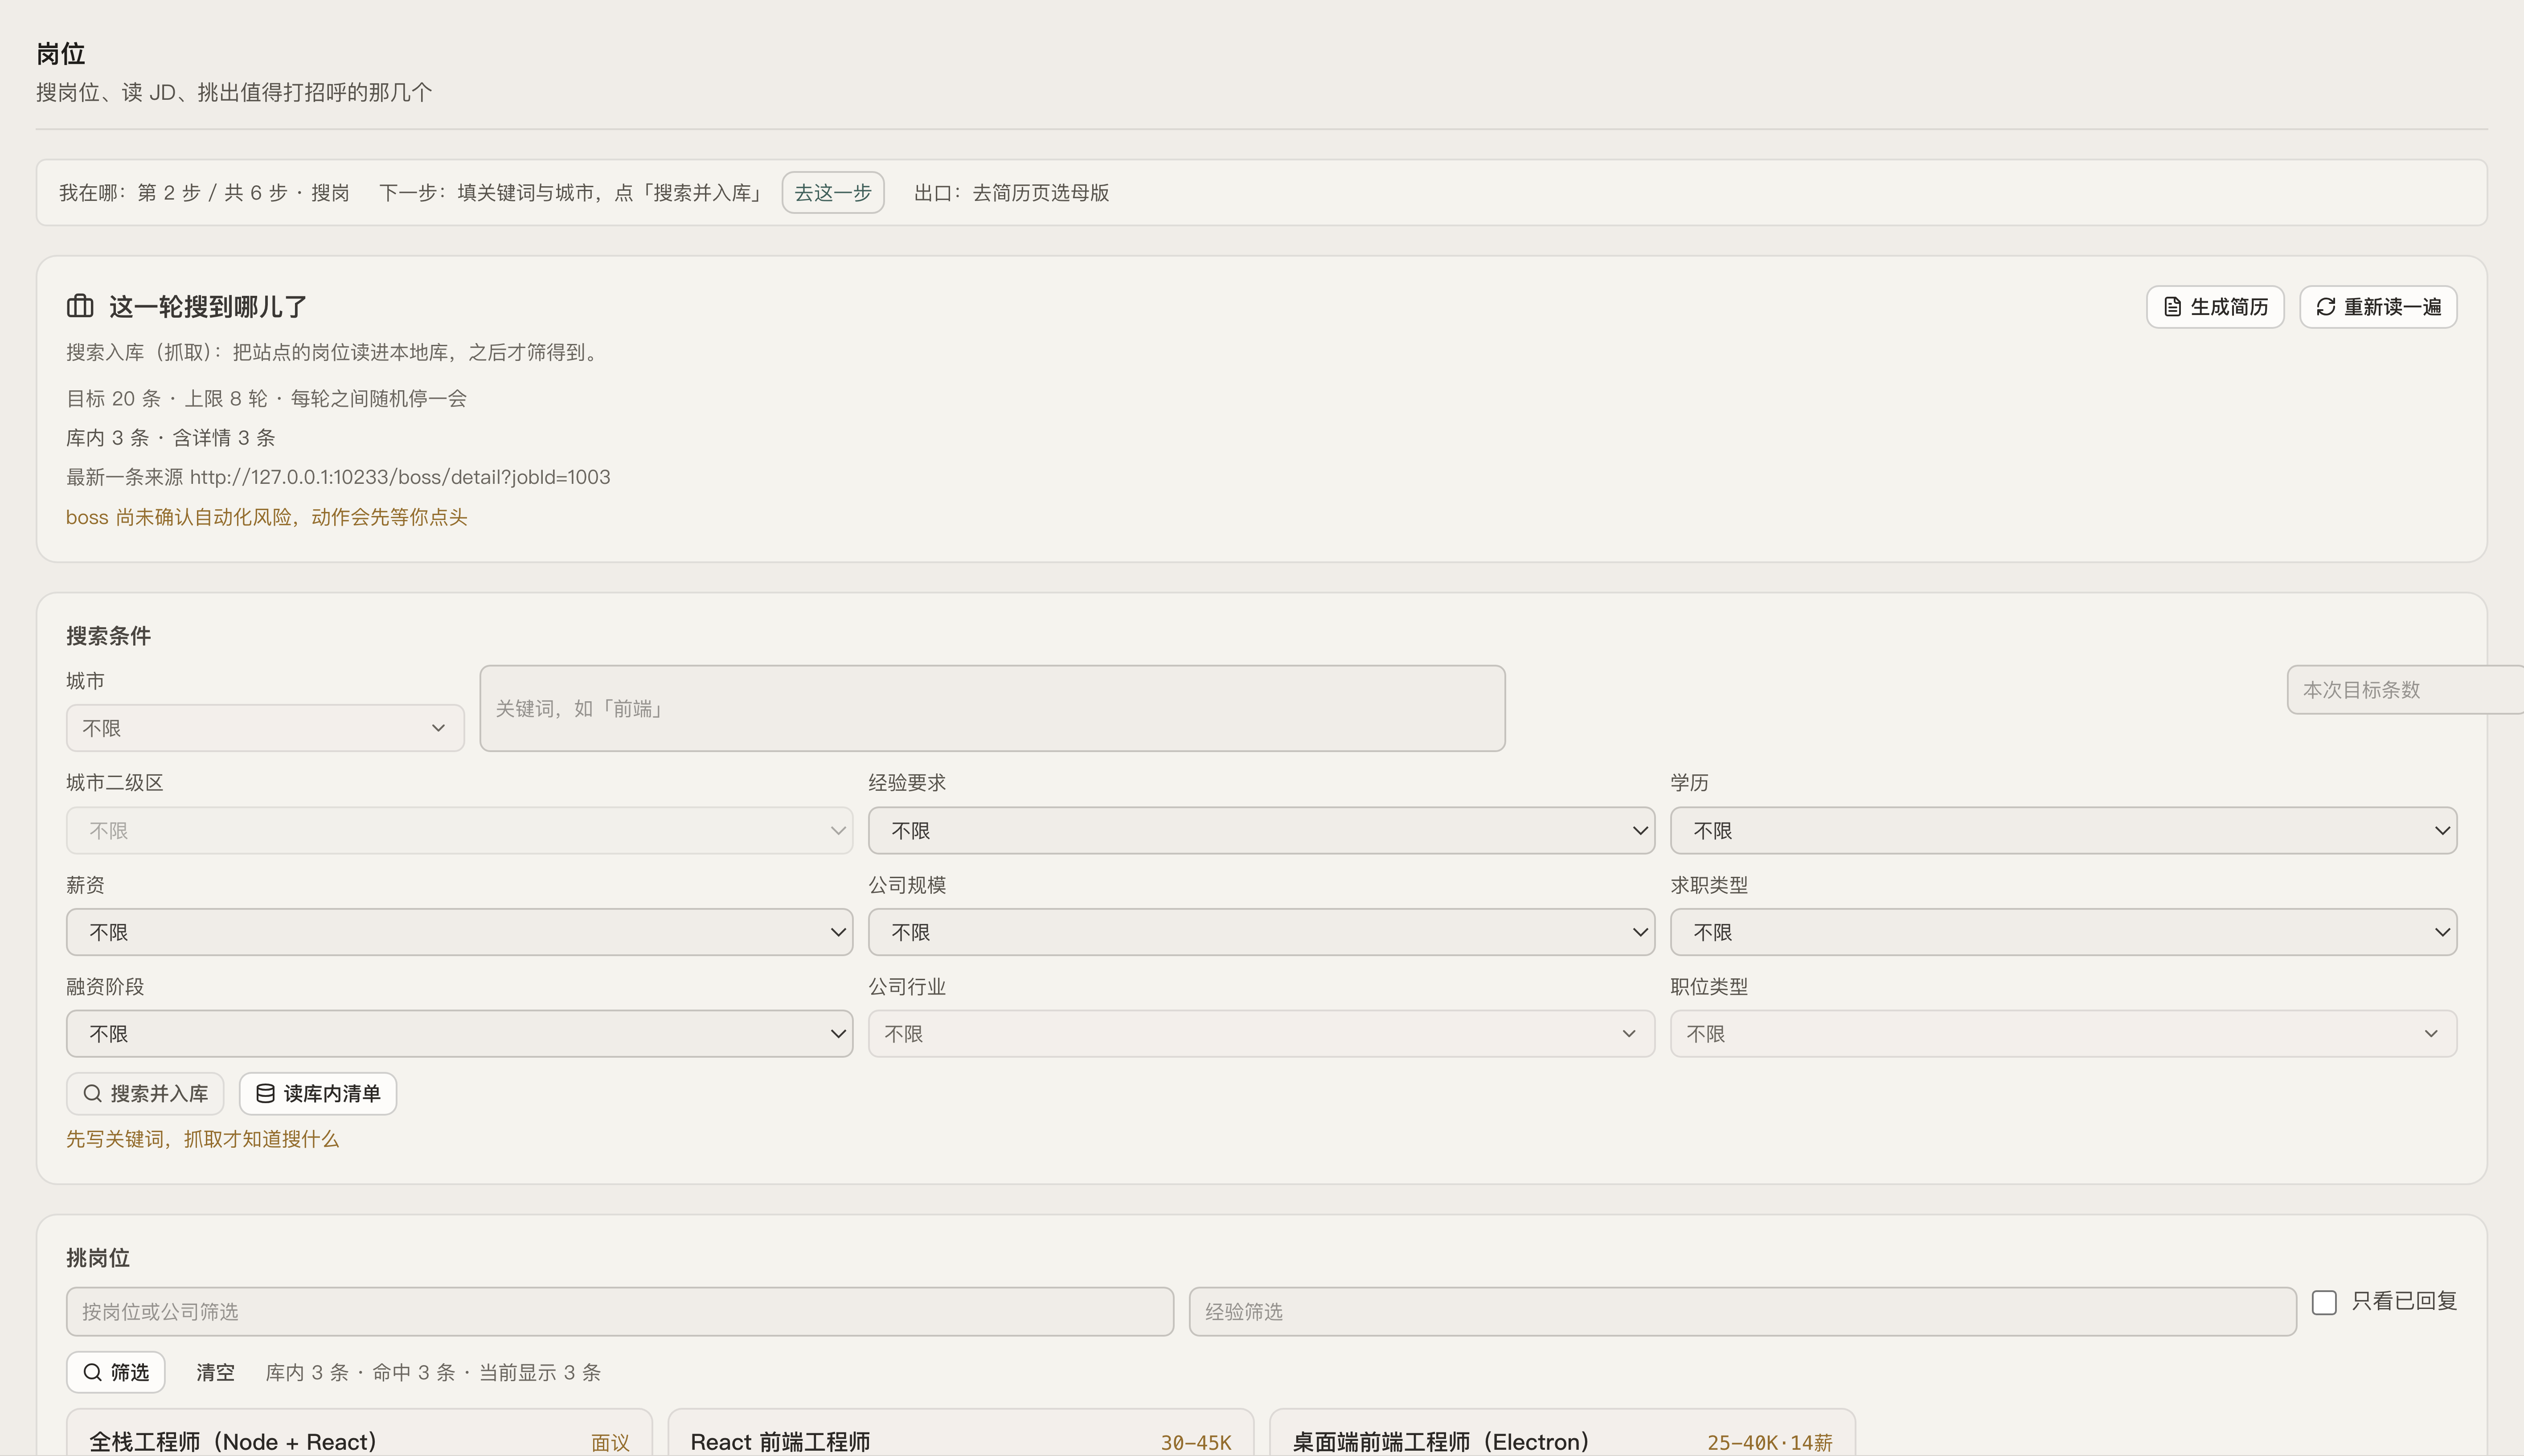 岗位
搜岗位、读 JD、挑出值得打招呼的那几个
我在哪：第 2 步 / 共 6 步 · 搜岗 下一步：填关键词与城市，点「搜索并入库」 去这一步 出口：去简历页选母版
这一轮搜到哪儿了 生成简历 重新读一遍
搜索入库（抓取）：把站点的岗位读进本地库，之后才筛得到。
目标 20 条 · 上限 8 轮 · 每轮之间随机停一会
库内 3 条 · 含详情 3 条
最新一条来源 http://127.0.0.1:10233/boss/detail?jobId=1003
boss 尚未确认自动化风险，动作会先等你点头
搜索条件
城市
不限 关键词，如「前端」 本次目标条数
城市二级区 经验要求 学历
不限 不限 不限
薪资 公司规模 求职类型
不限 不限 不限
融资阶段 公司行业 职位类型
不限 不限 不限
搜索并入库 读库内清单
先写关键词，抓取才知道搜什么
挑岗位
按岗位或公司筛选 经验筛选 只看已回复
筛选 清空 库内 3 条 · 命中 3 条 · 当前显示 3 条
全栈工程师（Node + React） 面议 React 前端工程师 30-45K 桌面端前端工程师（Electron） 25-40K·14薪